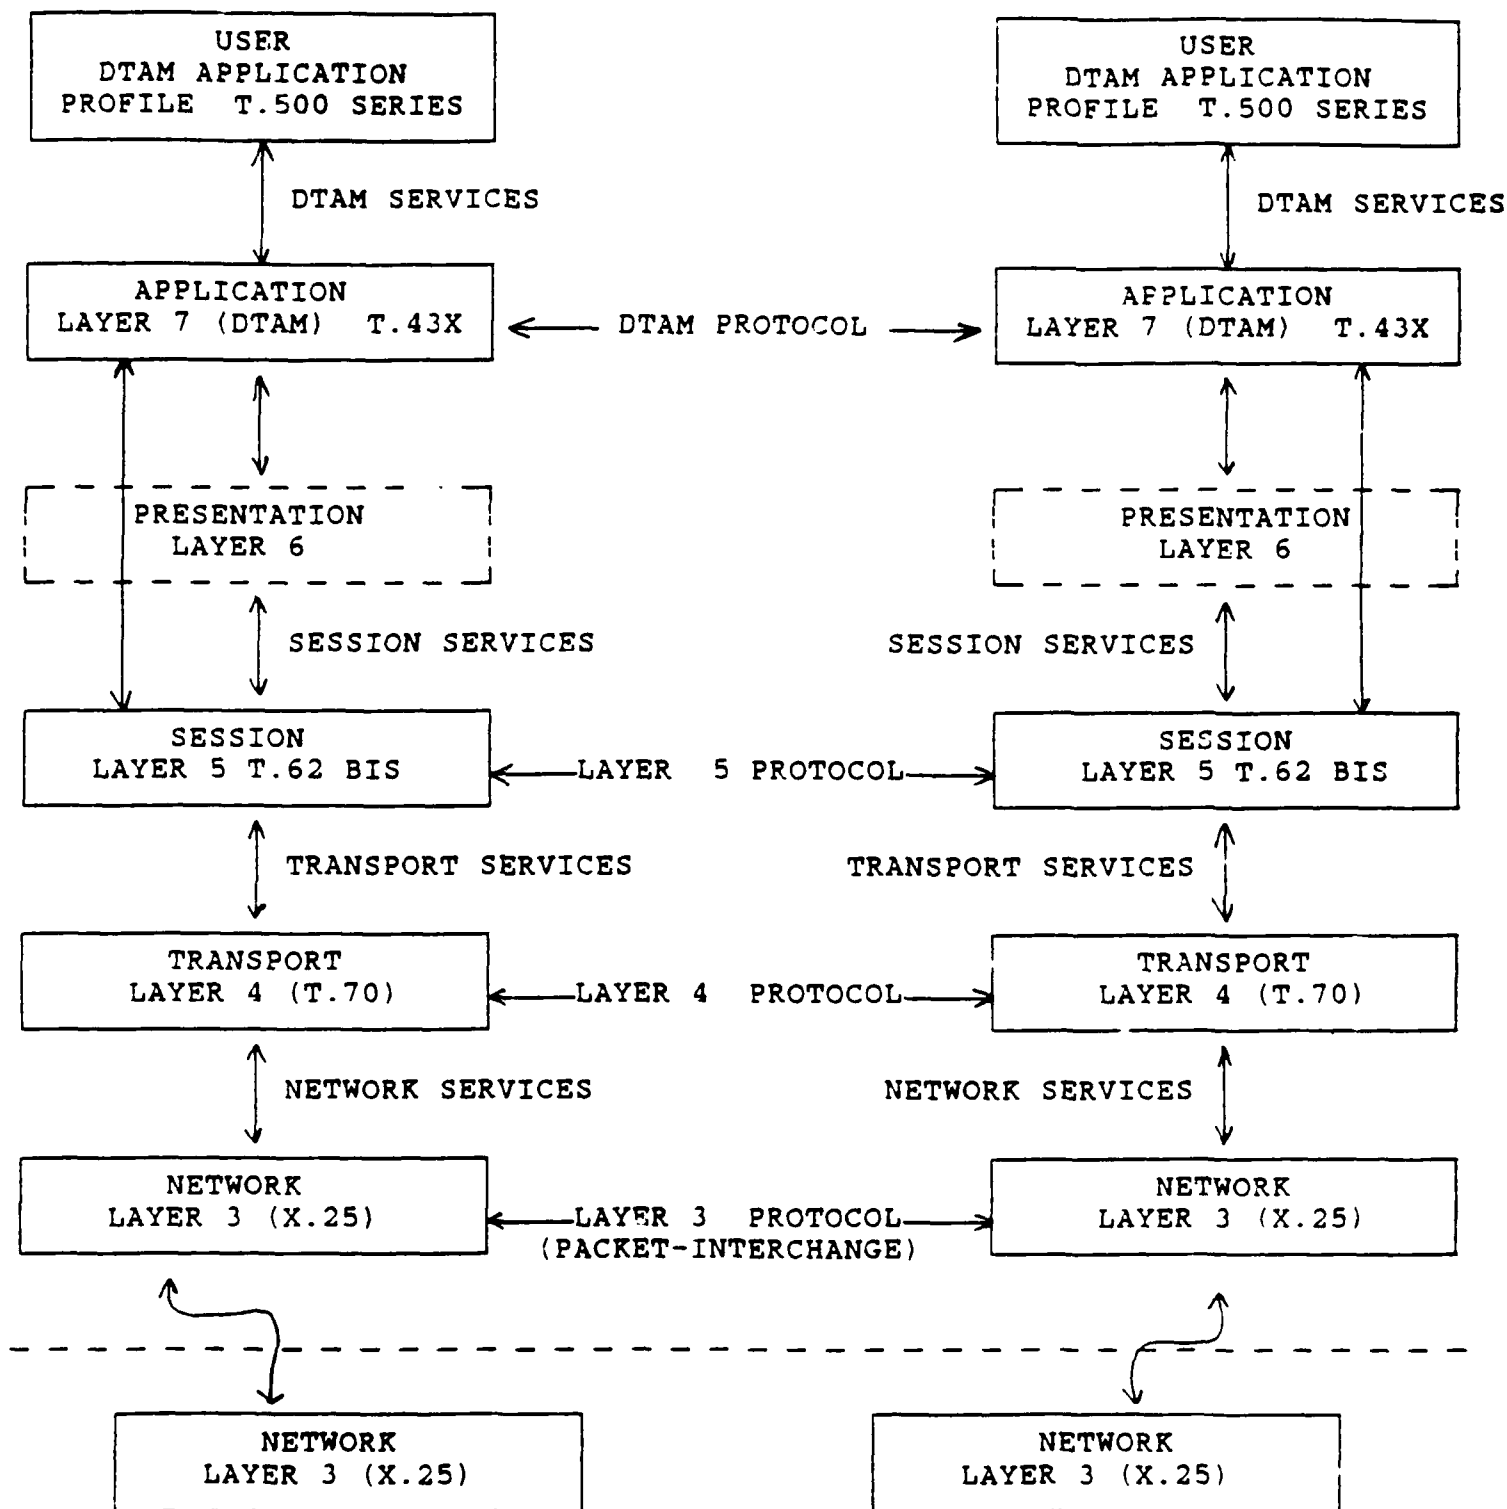 USER
DTAM APPLICATION
PROFILE T.500 SERIES
USER
DTAM APPLICATION
PROFILE T.500 SERIES
DTAM SERVICES
DTAM SERVICES
APPLICATION
LAYER 7 (DTAM) T.43X
DTAM PROTOCOL
APPLICATION
LAYER 7 (DTAM) T.43X
PRESENTATION
LAYER 6
PRESENTATION
LAYER 6
SESSION SERVICES
SESSION SERVICES
SESSION
LAYER 5 T.62 BIS
LAYER 5 PROTOCOL
SESSION
LAYER 5 T.62 BIS
TRANSPORT SERVICES
TRANSPORT SERVICES
TRANSPORT
LAYER 4 (T.70)
LAYER 4 PROTOCOL
TRANSPORT
LAYER 4 (T.70)
NETWORK SERVICES
NETWORK SERVICES
NETWORK
LAYER 3 (X.25)
LAYER 3 PROTOCOL
(PACKET-INTERCHANGE)
NETWORK
LAYER 3 (X.25)
NETWORK
LAYER 3 (X.25)
NETWORK
LAYER 3 (X.25)